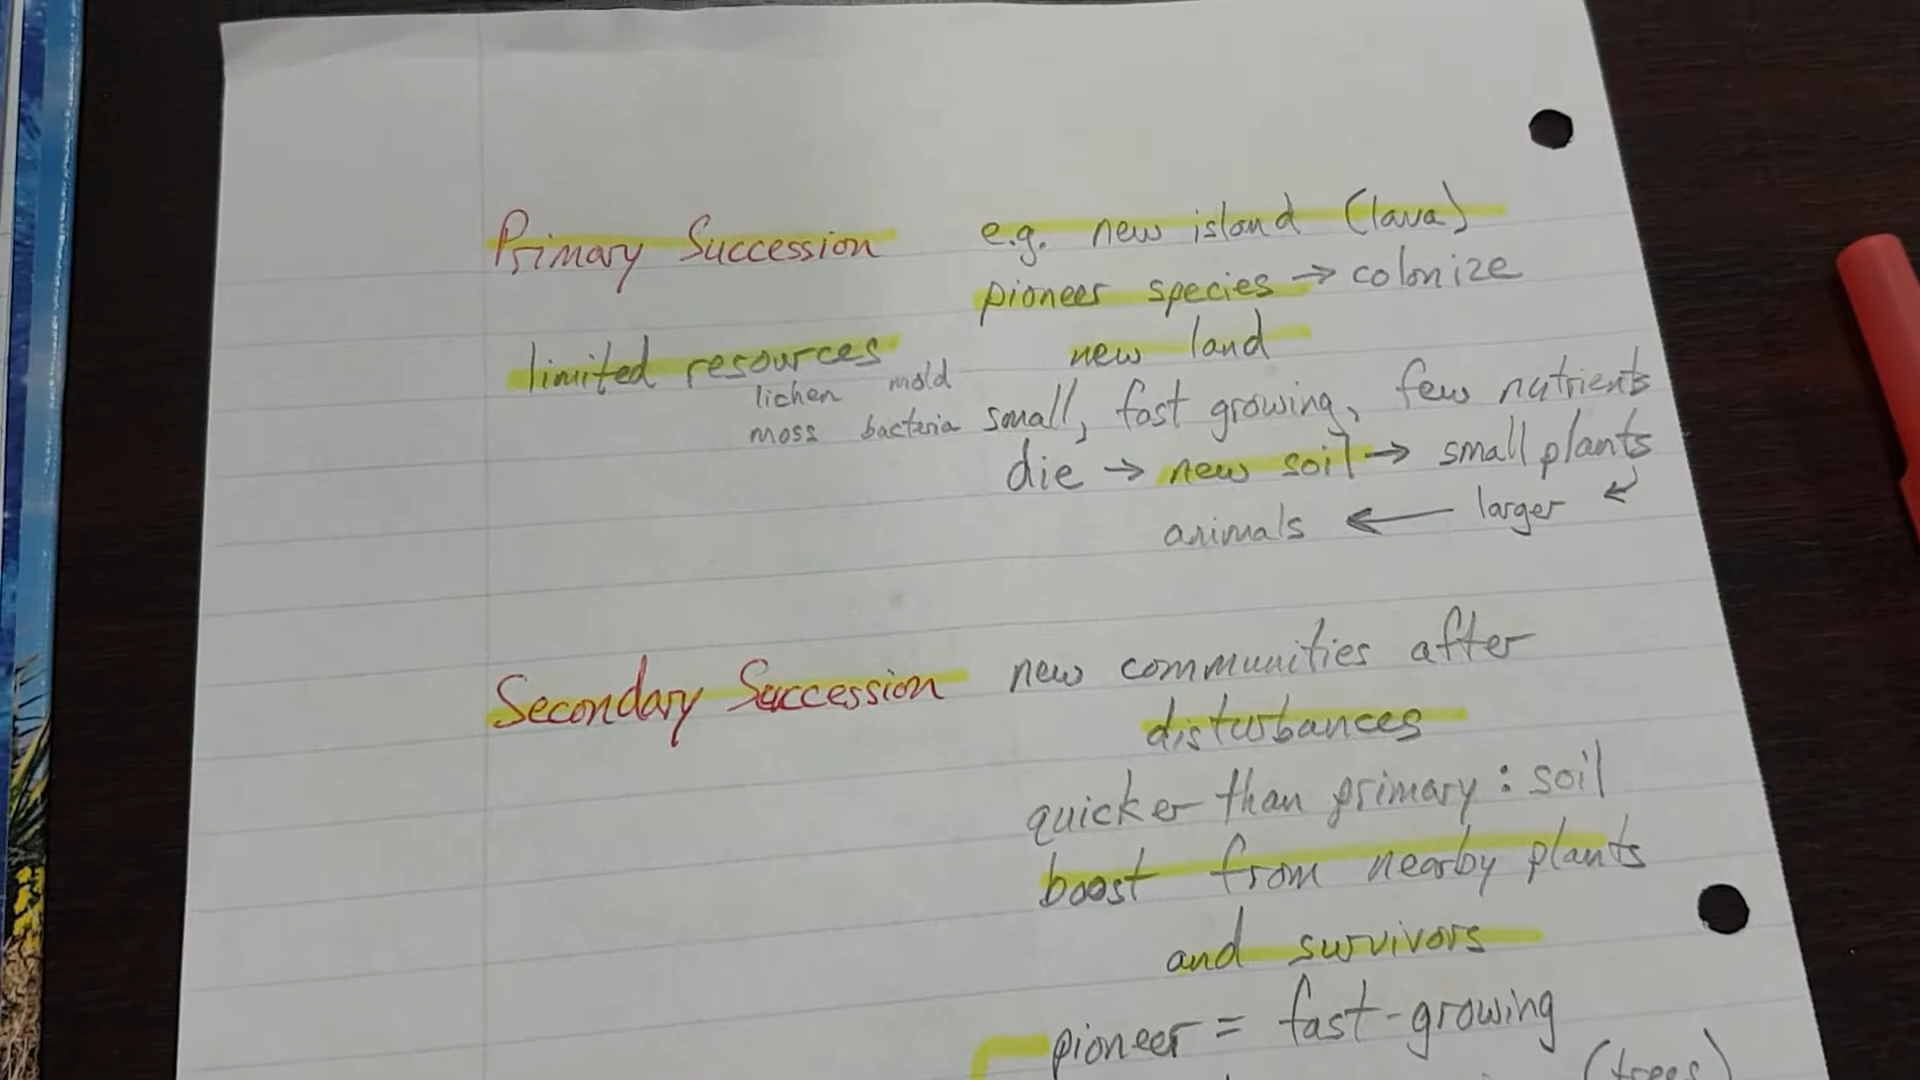 Primary Succession e.g. new island (lava)
pioneer species → colonize
limited resources new land
lichen mold
moss bacteria small, fast growing, few nutrients
die → new soil → small plants
animals ← larger ↙
Secondary Succession new communities after
disturbances
quicker than primary : soil
boost from nearby plants
and survivors
pioneer = fast-growing
(trees)